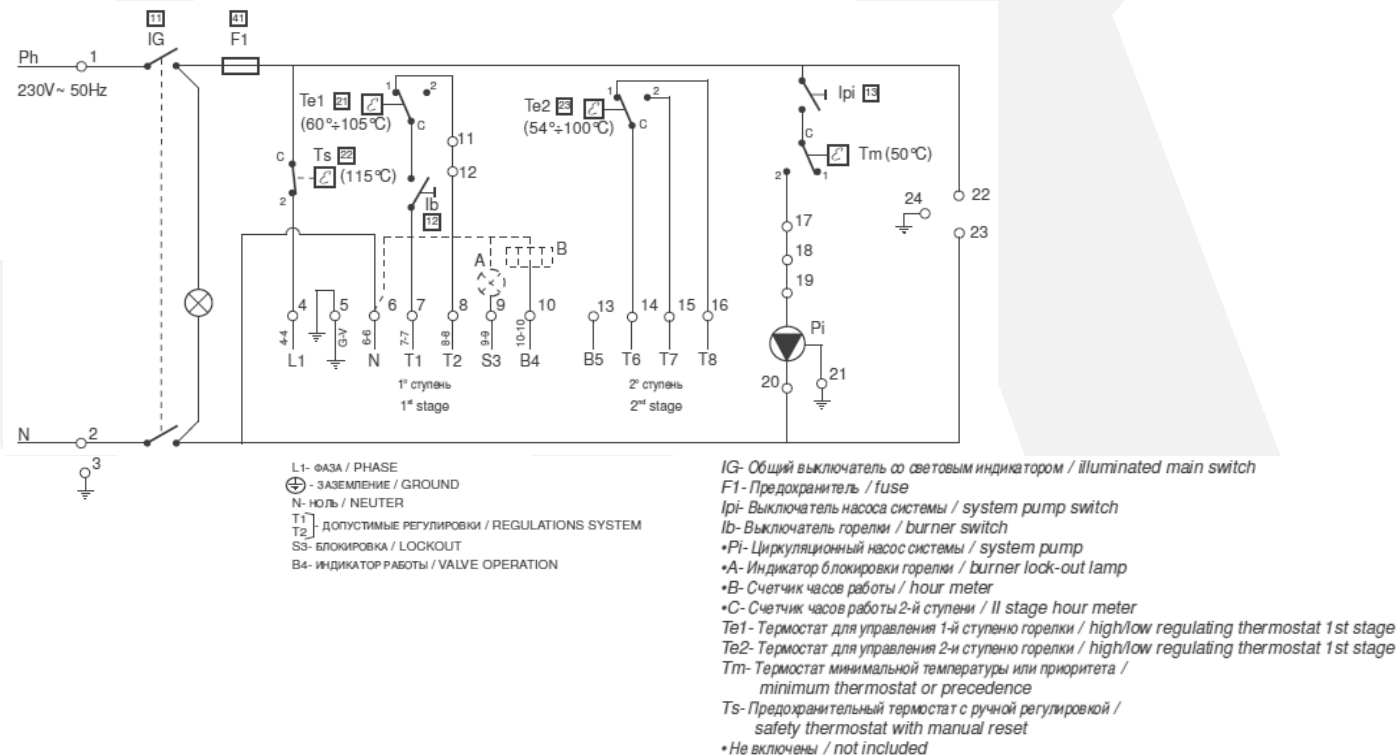 11
41
IG
F1
Ph
1
230V~ 50Hz
Te1 21
(60°÷105°C)
1
2
C
11
12
C
Ts 22
(115°C)
2
Ib
12
Te2 23
(54°÷100°C)
1
2
C
Ipi 13
C
Tm (50°C)
2
1
17
18
19
24
22
23
A
B
4
5
6
7
8
9
10
13
14
15
16
4-4
G-V
6-6
7-7
8-8
9-9
10-10
L1
N
T1
T2
S3
B4
B5
T6
T7
T8
1° ступень
1st stage
2° ступень
2nd stage
Pi
20
21
N
2
3
L1- ФАЗА / PHASE
- ЗАЗЕМЛЕНИЕ / GROUND
N- НОЛЬ / NEUTER
T1
T2
- ДОПУСТИМЫЕ РЕГУЛИРОВКИ / REGULATIONS SYSTEM
S3- БЛОКИРОВКА / LOCKOUT
B4- ИНДИКАТОР РАБОТЫ / VALVE OPERATION
IG- Общий выключатель со световым индикатором / illuminated main switch
F1- Предохранитель / fuse
Ipi- Выключатель насоса системы / system pump switch
Ib- Выключатель горелки / burner switch
•Pi- Циркуляционный насос системы / system pump
•A- Индикатор блокировки горелки / burner lock-out lamp
•B- Счетчик часов работы / hour meter
•C- Счетчик часов работы 2-й ступени / II stage hour meter
Te1- Термостат для управления 1-й ступеню горелки / high/low regulating thermostat 1st stage
Te2- Термостат для управления 2-и ступеню горелки / high/low regulating thermostat 1st stage
Tm- Термостат минимальной температуры или приоритета /
minimum thermostat or precedence
Ts- Предохранительный термостат с ручной регулировкой /
safety thermostat with manual reset
• Не включены / not included